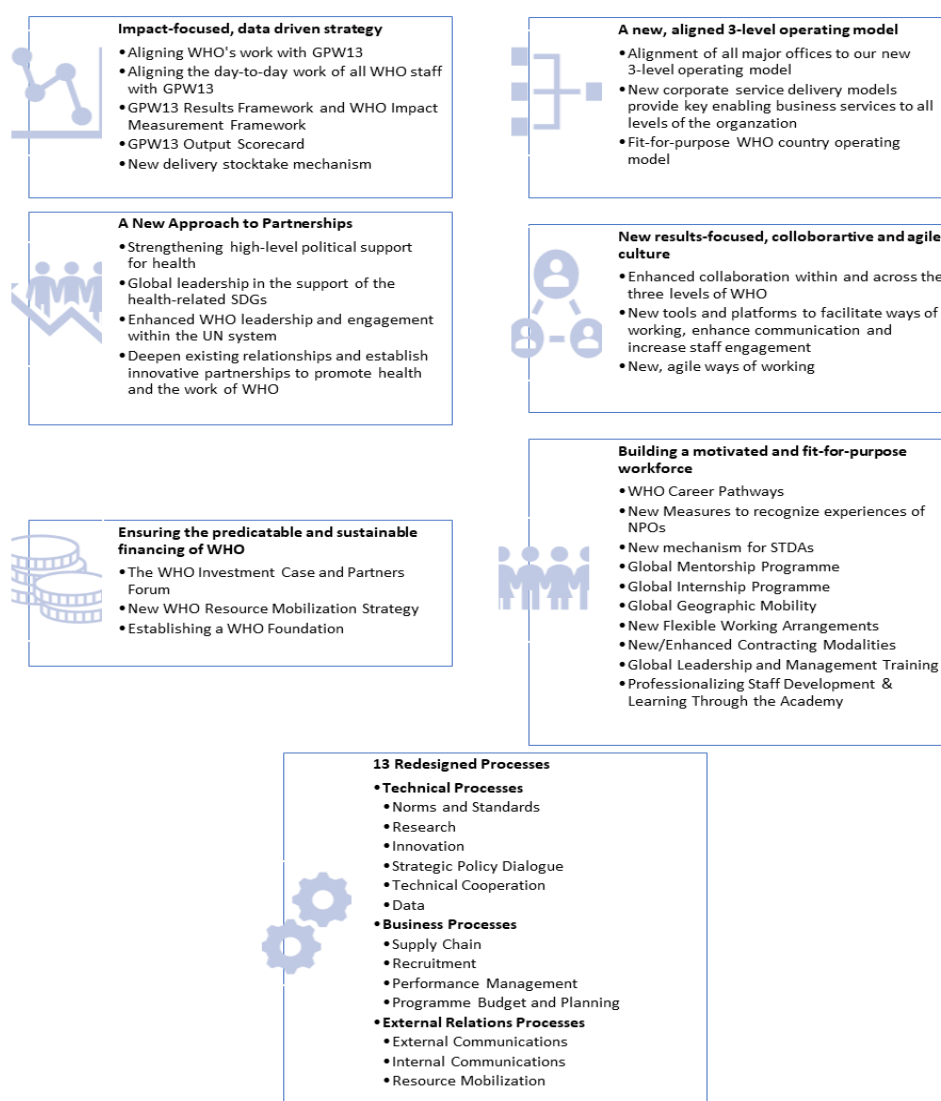 Impact-focused, data driven strategy
•Aligning WHO's work with GPW13
•Aligning the day-to-day work of all WHO staff
with GPW13
•GPW13 Results Framework and WHO Impact
Measurement Framework
•GPW13 Output Scorecard
•New delivery stocktake mechanism
A new, aligned 3-level operating model
•Alignment of all major offices to our new
3-level operating model
•New corporate service delivery models
provide key enabling business services to all
levels of the organzation
•Fit-for-purpose WHO country operating
model
A New Approach to Partnerships
•Strengthening high-level political support
for health
•Global leadership in the support of the
health-related SDGs
•Enhanced WHO leadership and engagement
within the UN system
•Deepen existing relationships and establish
innovative partnerships to promote health
and the work of WHO
New results-focused, colloborartive and agile
culture
•Enhanced collaboration within and across the
three levels of WHO
•New tools and platforms to facilitate ways of
working, enhance communication and
increase staff engagement
•New, agile ways of working
Ensuring the predicatable and sustainable
financing of WHO
•The WHO Investment Case and Partners
Forum
•New WHO Resource Mobilization Strategy
•Establishing a WHO Foundation
Building a motivated and fit-for-purpose
workforce
•WHO Career Pathways
•New Measures to recognize experiences of
NPOs
•New mechanism for STDAs
•Global Mentorship Programme
•Global Internship Programme
•Global Geographic Mobility
•New Flexible Working Arrangements
•New/Enhanced Contracting Modalities
•Global Leadership and Management Training
•Professionalizing Staff Development &
Learning Through the Academy
13 Redesigned Processes
•Technical Processes
•Norms and Standards
•Research
•Innovation
•Strategic Policy Dialogue
•Technical Cooperation
•Data
•Business Processes
•Supply Chain
•Recruitment
•Performance Management
•Programme Budget and Planning
•External Relations Processes
•External Communications
•Internal Communications
•Resource Mobilization